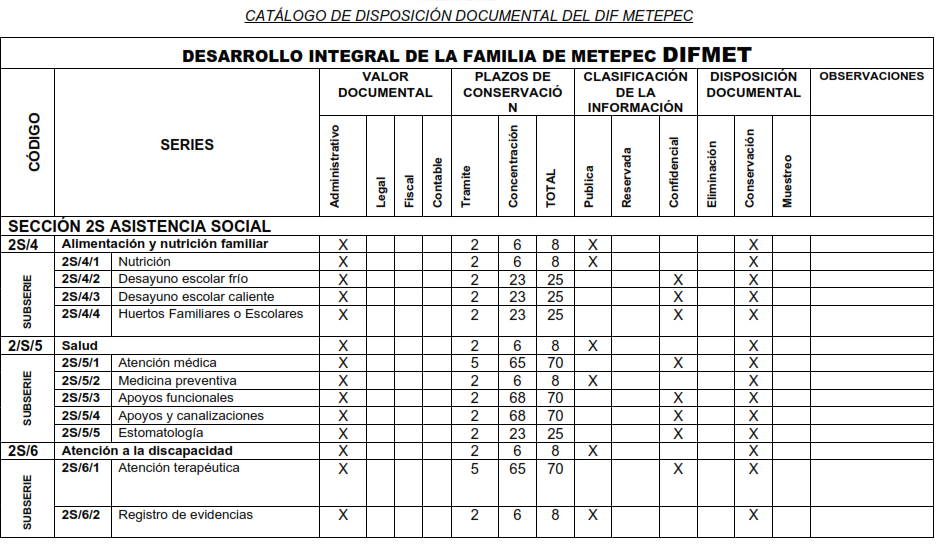 CATÁLOGO DE DISPOSICIÓN DOCUMENTAL DEL DIF METEPEC
DESARROLLO INTEGRAL DE LA FAMILIA DE METEPEC DIFMET
CÓDIGO
SERIES
VALOR
DOCUMENTAL
PLAZOS DE
CONSERVACIÓ
N
CLASIFICACIÓN
DE LA
INFORMACIÓN
DISPOSICIÓN
DOCUMENTAL
OBSERVACIONES
Administrativo
Legal
Fiscal
Contable
Tramite
Concentración
TOTAL
Publica
Reservada
Confidencial
Eliminación
Conservación
Muestreo
SECCIÓN 2S ASISTENCIA SOCIAL
2S/4 Alimentación y nutrición familiar X 2 6 8 X X
SUBSERIE
2S/4/1 Nutrición X 2 6 8 X X
2S/4/2 Desayuno escolar frío X 2 23 25 X X
2S/4/3 Desayuno escolar caliente X 2 23 25 X X
2S/4/4 Huertos Familiares o Escolares X 2 23 25 X X
2/S/5 Salud X 2 6 8 X X
SUBSERIE
2S/5/1 Atención médica X 5 65 70 X X
2S/5/2 Medicina preventiva X 2 6 8 X X
2S/5/3 Apoyos funcionales X 2 68 70 X X
2S/5/4 Apoyos y canalizaciones X 2 68 70 X X
2S/5/5 Estomatología X 2 23 25 X X
2S/6 Atención a la discapacidad X 2 6 8 X X
SUBSERIE
2S/6/1 Atención terapéutica X 5 65 70 X X
2S/6/2 Registro de evidencias X 2 6 8 X X